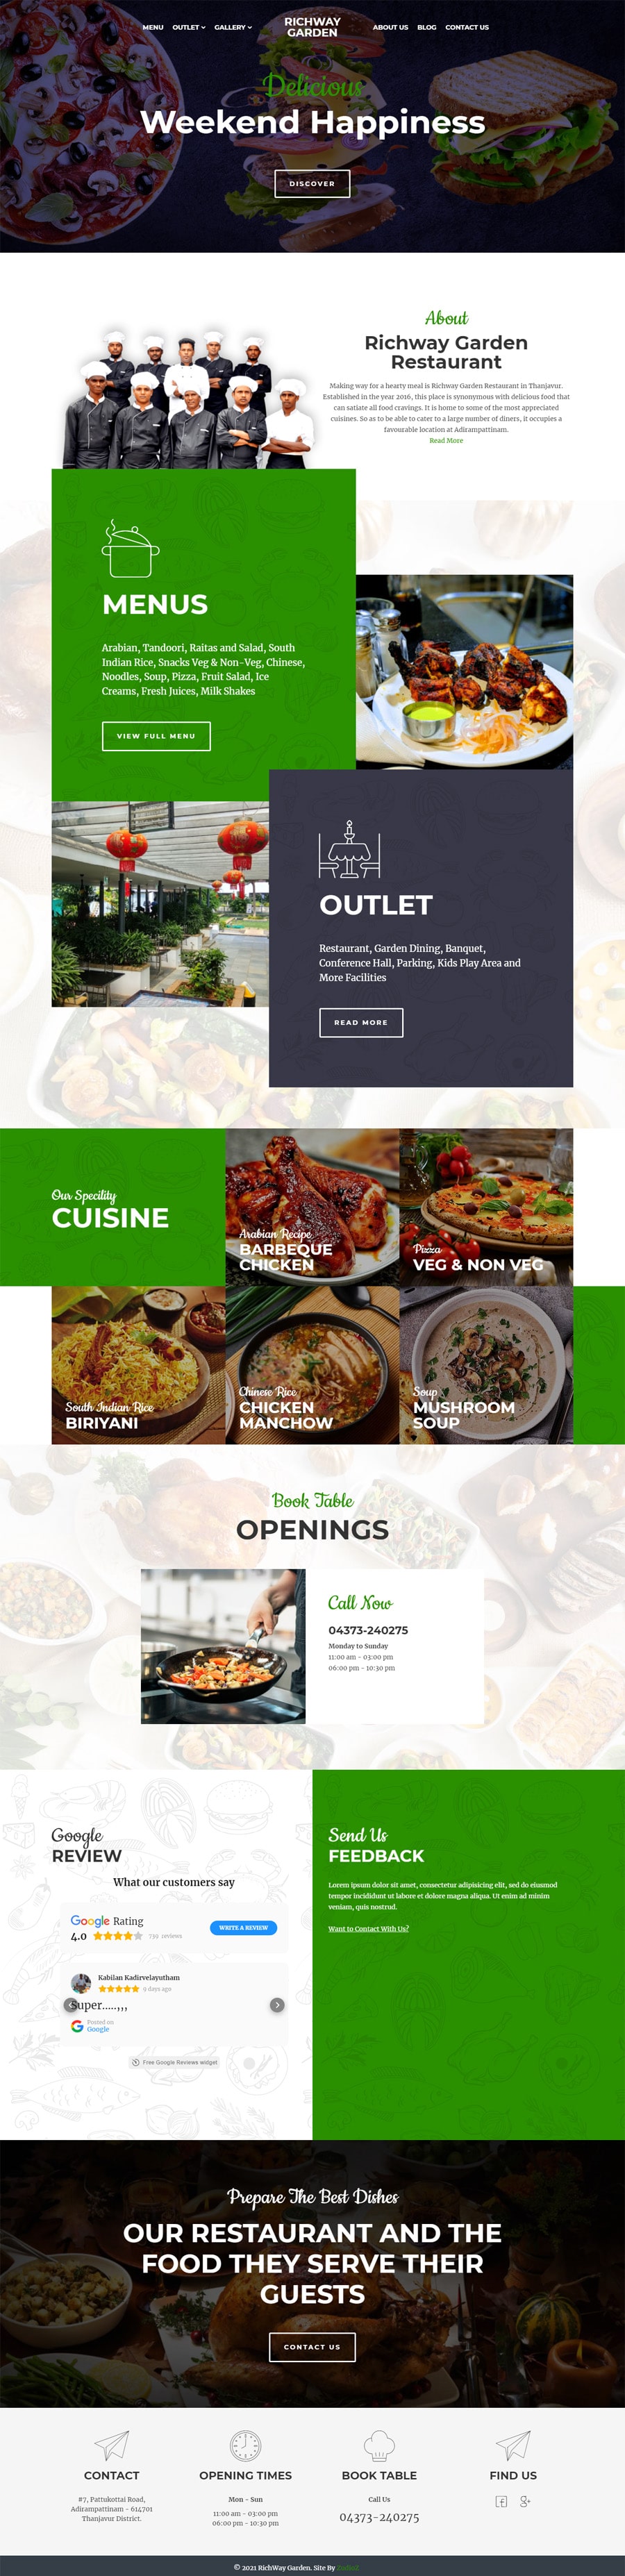 MENU OUTLET GALLERY RICHWAY GARDEN ABOUT US BLOG CONTACT US
Delicious
Weekend Happiness
DISCOVER
About
Richway Garden
Restaurant
Making way for a hearty meal is Richway Garden Restaurant in Thanjavur.
Established in the year 2016, this place is synonymous with delicious food that
can satiate all food cravings. It is home to some of the most appreciated
cuisines. So as to be able to cater to a large number of diners, it occupies a
favourable location at Adirampattinam.
Read More
MENUS
Arabian, Tandoori, Raitas and Salad, South
Indian Rice, Snacks Veg & Non-Veg, Chinese,
Noodles, Soup, Pizza, Fruit Salad, Ice
Creams, Fresh Juices, Milk Shakes
VIEW FULL MENU
OUTLET
Restaurant, Garden Dining, Banquet,
Conference Hall, Parking, Kids Play Area and
More Facilities
READ MORE
Our Specility
CUISINE
Arabian Recipe
BARBEQUE
CHICKEN
Pizza
VEG & NON VEG
South Indian Rice
BIRIYANI
Chinese Rice
CHICKEN
MANCHOW
Soup
MUSHROOM
SOUP
Book Table
OPENINGS
Call Now
04373-240275
Monday to Sunday
11:00 am - 03:00 pm
06:00 pm - 10:30 pm
Google
REVIEW
What our customers say
Google Rating
4.0 739 reviews
WRITE A REVIEW
Kabilan Kadirvelayutham
9 days ago
Super.....,,,
Posted on
Google
Free Google Reviews widget
Send Us
FEEDBACK
Lorem ipsum dolor sit amet, consectetur adipisicing elit, sed do eiusmod
tempor incididunt ut labore et dolore magna aliqua. Ut enim ad minim
veniam, quis nostrud.
Want to Contact With Us?
Prepare The Best Dishes
OUR RESTAURANT AND THE
FOOD THEY SERVE THEIR
GUESTS
CONTACT US
CONTACT
#7, Pattukottai Road,
Adirampattinam - 614701
Thanjavur District.
OPENING TIMES
Mon - Sun
11:00 am - 03:00 pm
06:00 pm - 10:30 pm
BOOK TABLE
Call Us
04373-240275
FIND US
© 2021 RichWay Garden. Site By